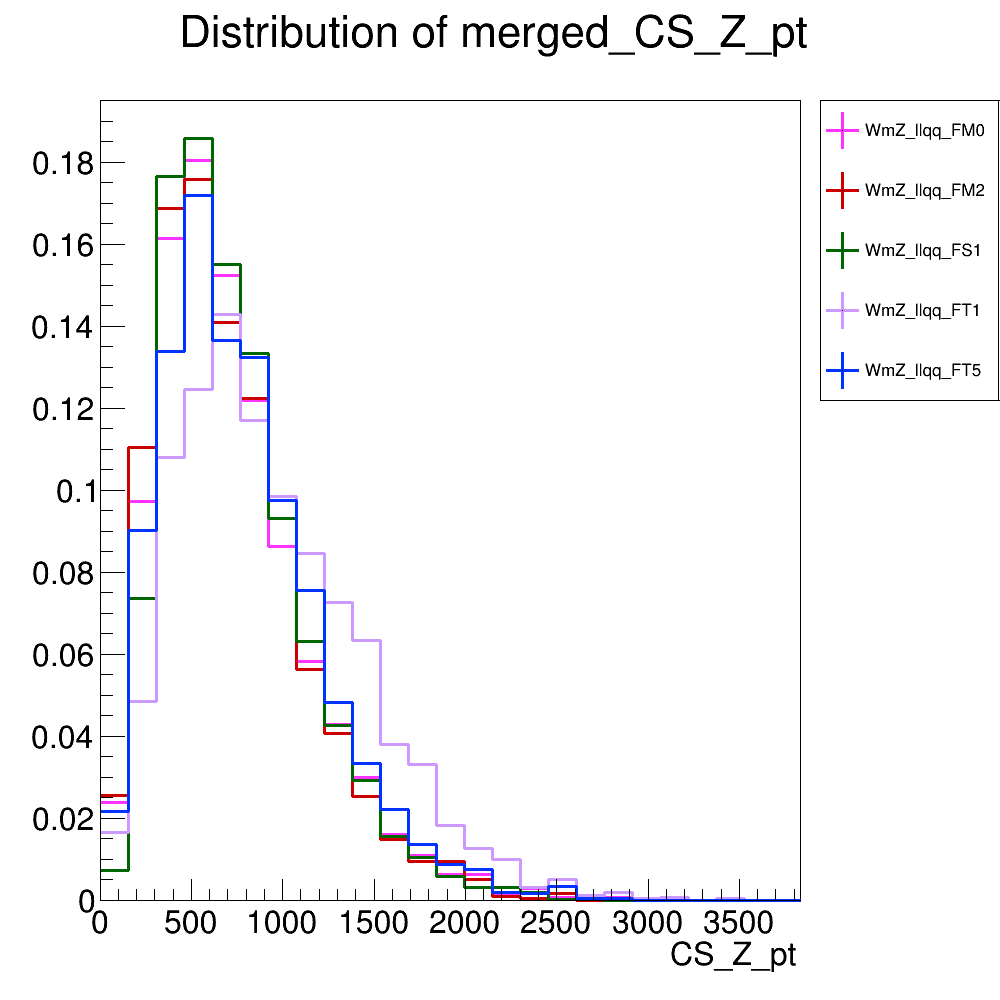 Distribution of merged_CS_Z_pt
WmZ_llqq_FM0
WmZ_llqq_FM2
WmZ_llqq_FS1
WmZ_llqq_FT1
WmZ_llqq_FT5
0.18
0.16
0.14
0.12
0.1
0.08
0.06
0.04
0.02
0
0 500 1000 1500 2000 2500 3000 3500
CS_Z_pt